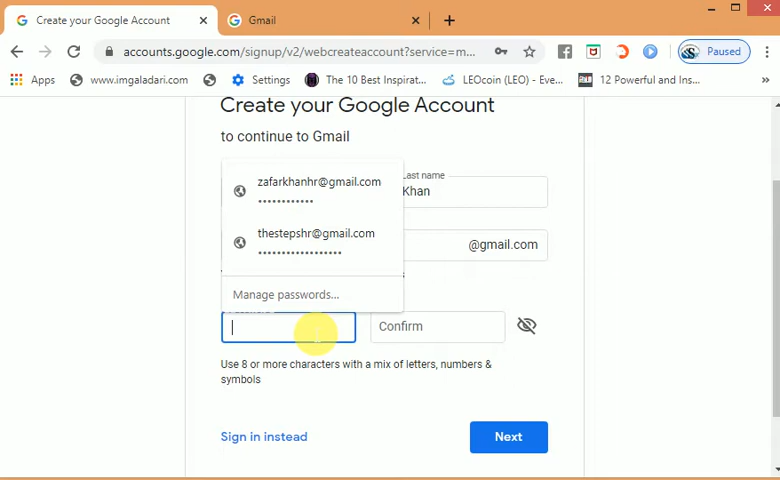 Create your Google Account
Gmail
accounts.google.com/signup/v2/webcreateaccount?service=m...
Paused
Apps
www.imgaladari.com
Settings
The 10 Best Inspirat...
LEOcoin (LEO) - Eve...
12 Powerful and Ins...
»
Create your Google Account
to continue to Gmail
zafarkhanhr@gmail.com
••••••••••••
Last name
Khan
thestepshr@gmail.com
••••••••••••••••••
@gmail.com
Manage passwords...
Confirm
Use 8 or more characters with a mix of letters, numbers &
symbols
Sign in instead
Next